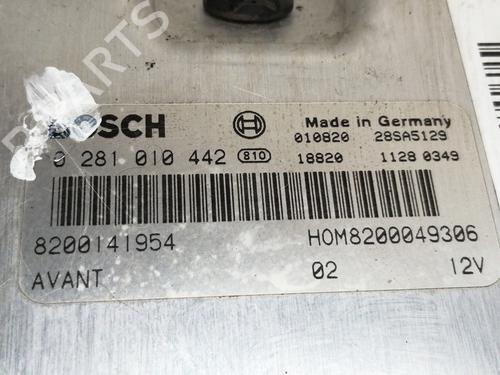 BOSCH
Made in Germany
010820 28SA5129
0 281 010 442 810 18820 1128 0349
8200141954 HOM8200049306
AVANT 02 12V
PARTS